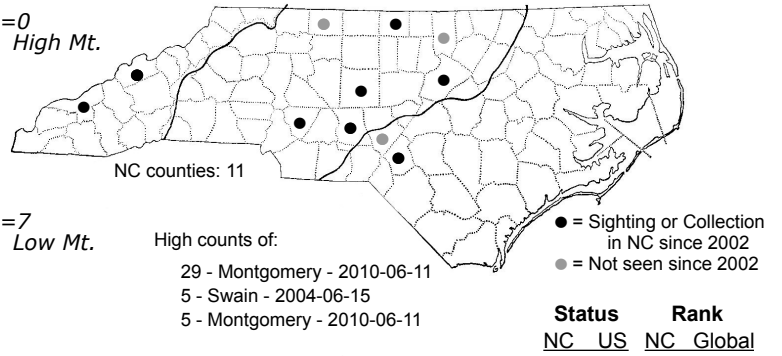 =0
High Mt.
NC counties: 11
=7
Low Mt.
High counts of:
29 - Montgomery - 2010-06-11
5 - Swain - 2004-06-15
5 - Montgomery - 2010-06-11
= Sighting or Collection
in NC since 2002
= Not seen since 2002
Status Rank
NC US NC Global